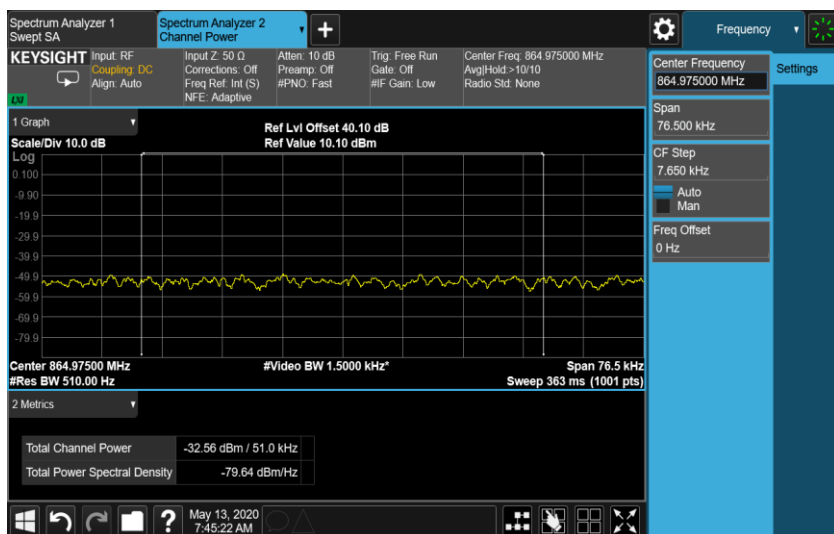 Spectrum Analyzer 1
Swept SA
Spectrum Analyzer 2
Channel Power
Frequency
KEYSIGHT
LXI
Input: RF
Coupling: DC
Align: Auto
Input Z: 50 Ω
Corrections: Off
Freq Ref: Int (S)
NFE: Adaptive
Atten: 10 dB
Preamp: Off
#PNO: Fast
Trig: Free Run
Gate: Off
#IF Gain: Low
Center Freq: 864.975000 MHz
Avg|Hold:>10/10
Radio Std: None
Center Frequency
864.975000 MHz
Settings
Span
76.500 kHz
CF Step
7.650 kHz
Auto
Man
Freq Offset
0 Hz
1 Graph
Scale/Div 10.0 dB
Ref Lvl Offset 40.10 dB
Ref Value 10.10 dBm
Log
0.100
-9.90
-19.9
-29.9
-39.9
-49.9
-59.9
-69.9
-79.9
Center 864.97500 MHz
#Video BW 1.5000 kHz*
Span 76.5 kHz
#Res BW 510.00 Hz
Sweep 363 ms (1001 pts)
2 Metrics
Total Channel Power -32.56 dBm / 51.0 kHz
Total Power Spectral Density -79.64 dBm/Hz
?
May 13, 2020
7:45:22 AM